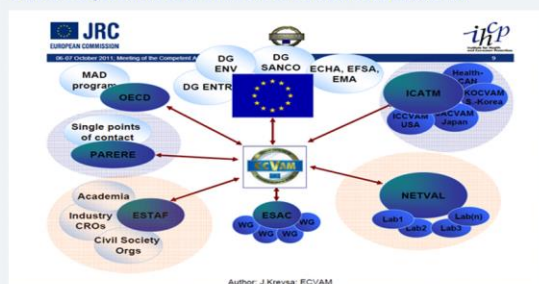 JRC
EUROPEAN COMMISSION
ihcp
06-07 October 2011, Meeting of the Competent A
9
MAD
program
OECD
DG
ENV
DG
SANCO
ECHA, EFSA,
EMA
DG ENTR
Health-
CAN
ICATM
KOCVAM
S.-Korea
ICCVAM
USA
JACVAM
Japan
Single points
of contact
PARERE
ECVAM
Academia
Industry
CROs
ESTAF
Civil Society
Orgs
ESAC
WG
WG
WG
WG
NETVAL
Lab1
Lab2
Lab3
Lab(n)
Author: J.Kreysa; ECVAM